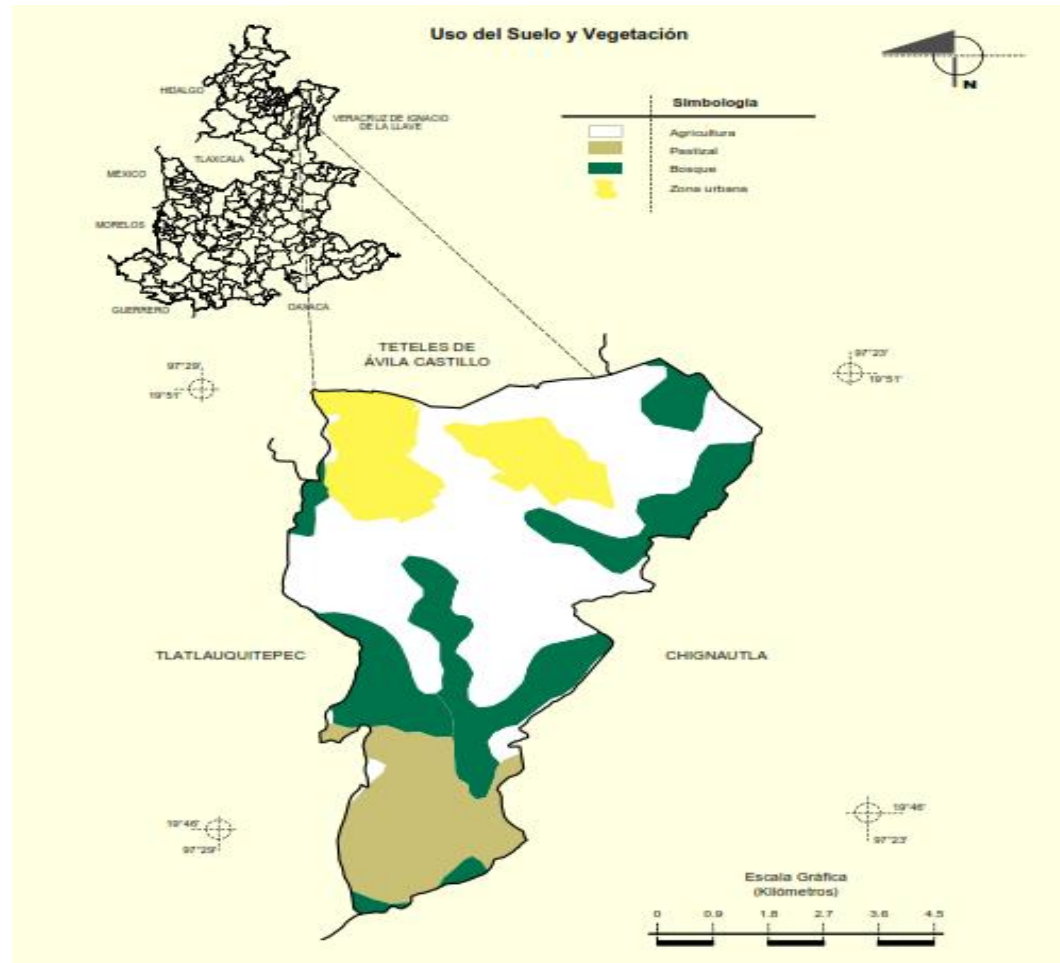 Uso del Suelo y Vegetación
N
Simbología
Agricultura
Pastizal
Bosque
Zona urbana
HIDALGO
VERACRUZ DE IGNACIO
DE LA LLAVE
TLAXCALA
MÉXICO
MORELOS
GUERRERO
OAXACA
TETELES DE
ÁVILA CASTILLO
97°29'
19°51'
97°23'
19°51'
TLATLAUQUITEPEC
CHIGNAUTLA
19°46'
97°29'
19°46'
97°23'
Escala Gráfica
(Kilómetros)
0 0.9 1.8 2.7 3.6 4.5